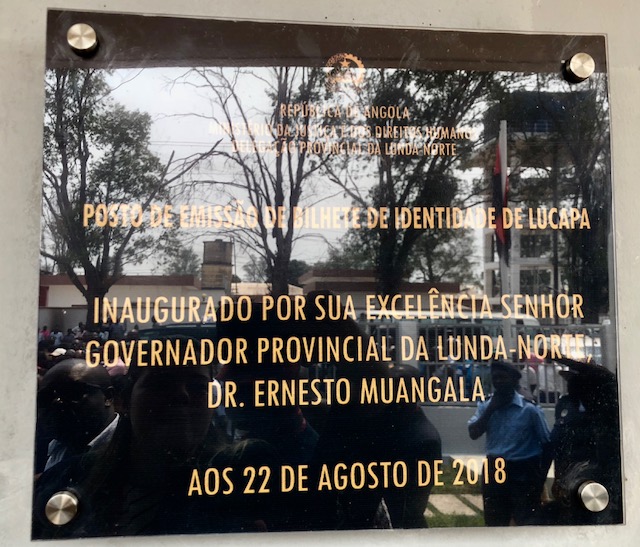 REPÚBLICA DE ANGOLA
MINISTÉRIO DA JUSTIÇA E DOS DIREITOS HUMANOS
DELEGAÇÃO PROVINCIAL DA LUNDA-NORTE
POSTO DE EMISSÃO DE BILHETE DE IDENTIDADE DE LUCAPA
INAUGURADO POR SUA EXCELÊNCIA SENHOR
GOVERNADOR PROVINCIAL DA LUNDA-NORTE,
DR. ERNESTO MUANGALA
AOS 22 DE AGOSTO DE 2018